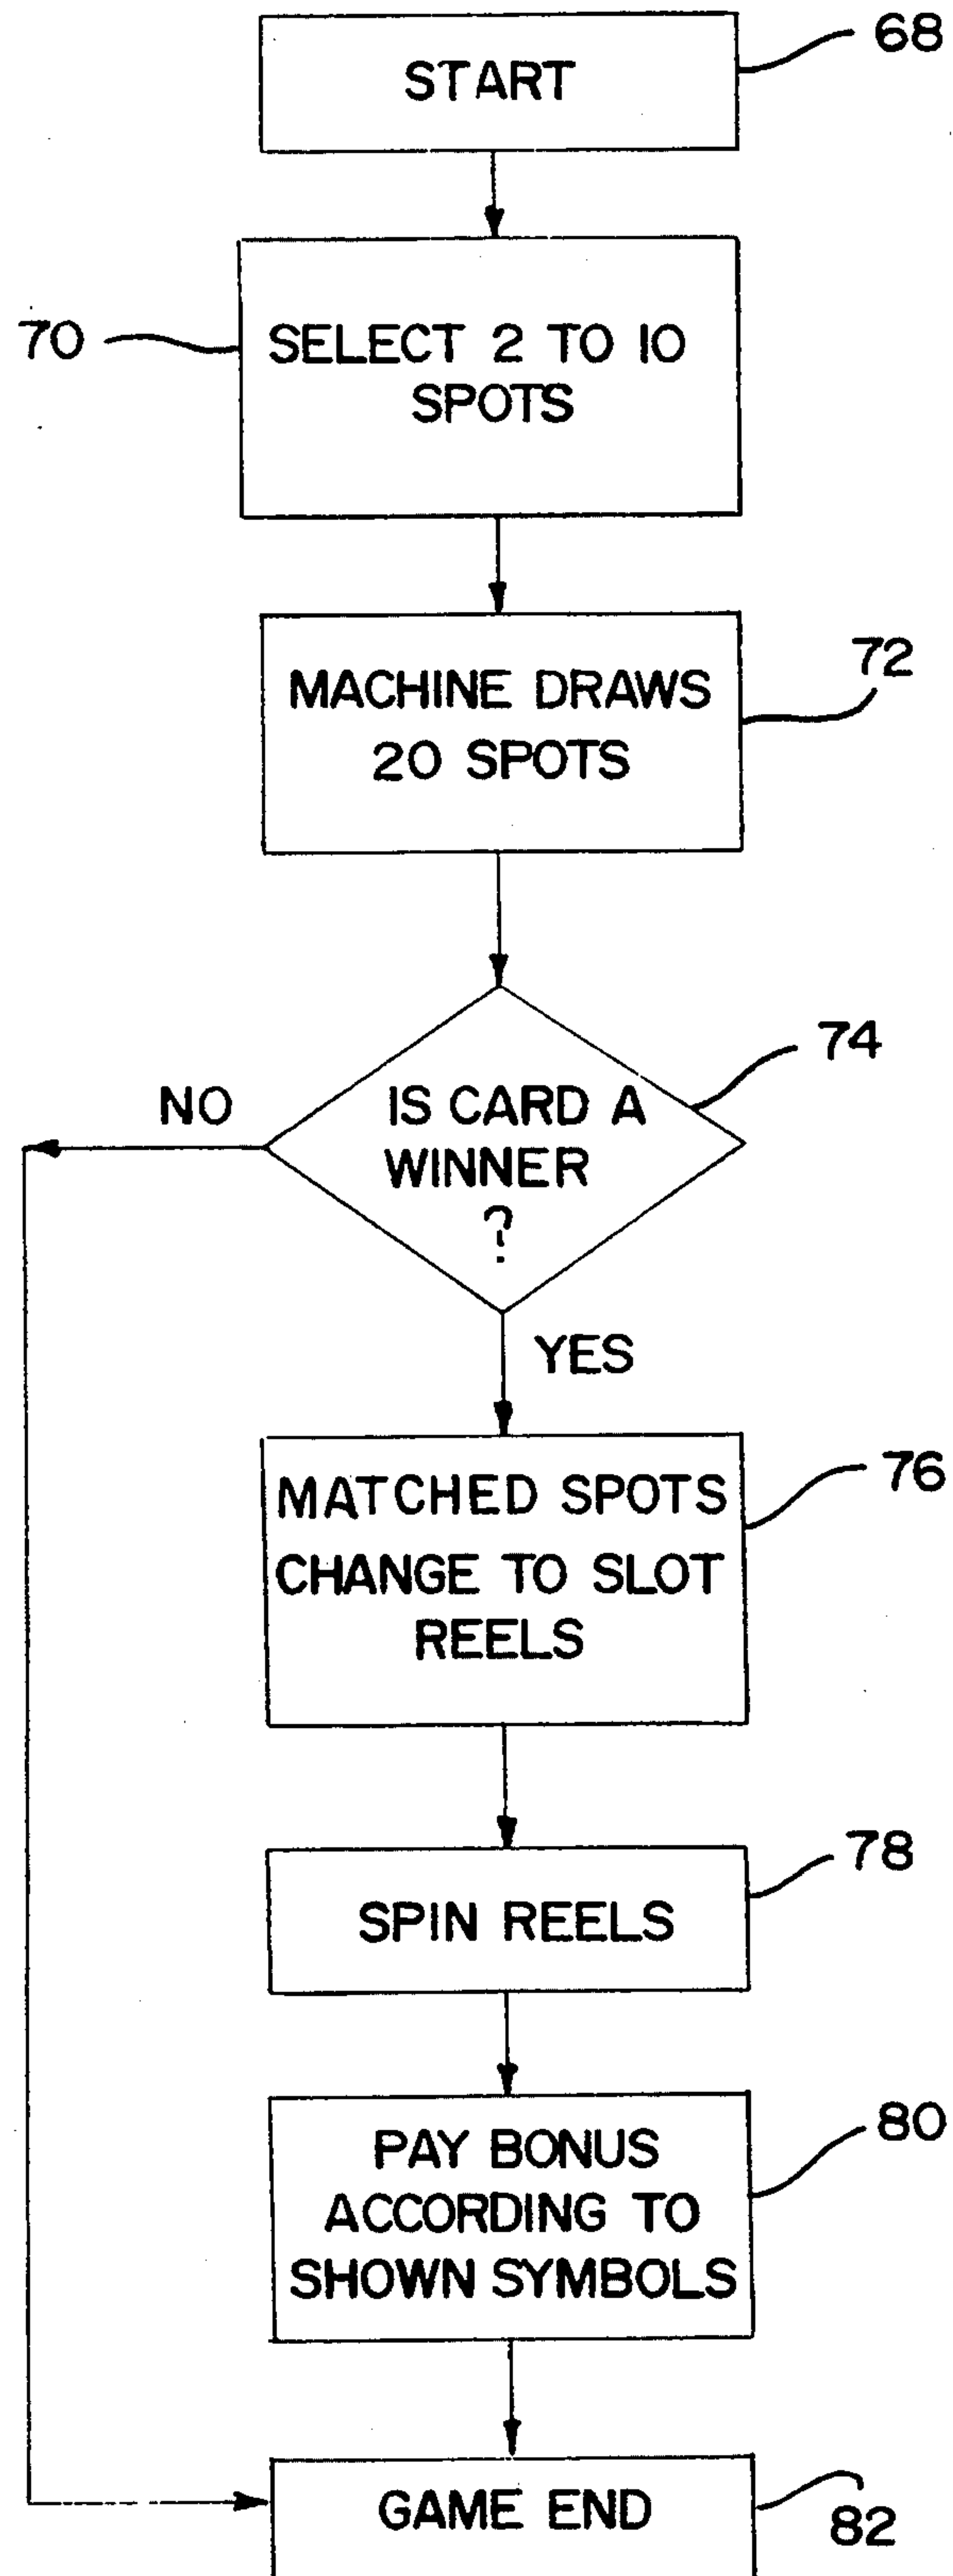 START
68
70
SELECT 2 TO 10
SPOTS
MACHINE DRAWS
20 SPOTS
72
74
NO
IS CARD A
WINNER
?
YES
MATCHED SPOTS
CHANGE TO SLOT
REELS
76
78
SPIN REELS
PAY BONUS
ACCORDING TO
SHOWN SYMBOLS
80
GAME END
82